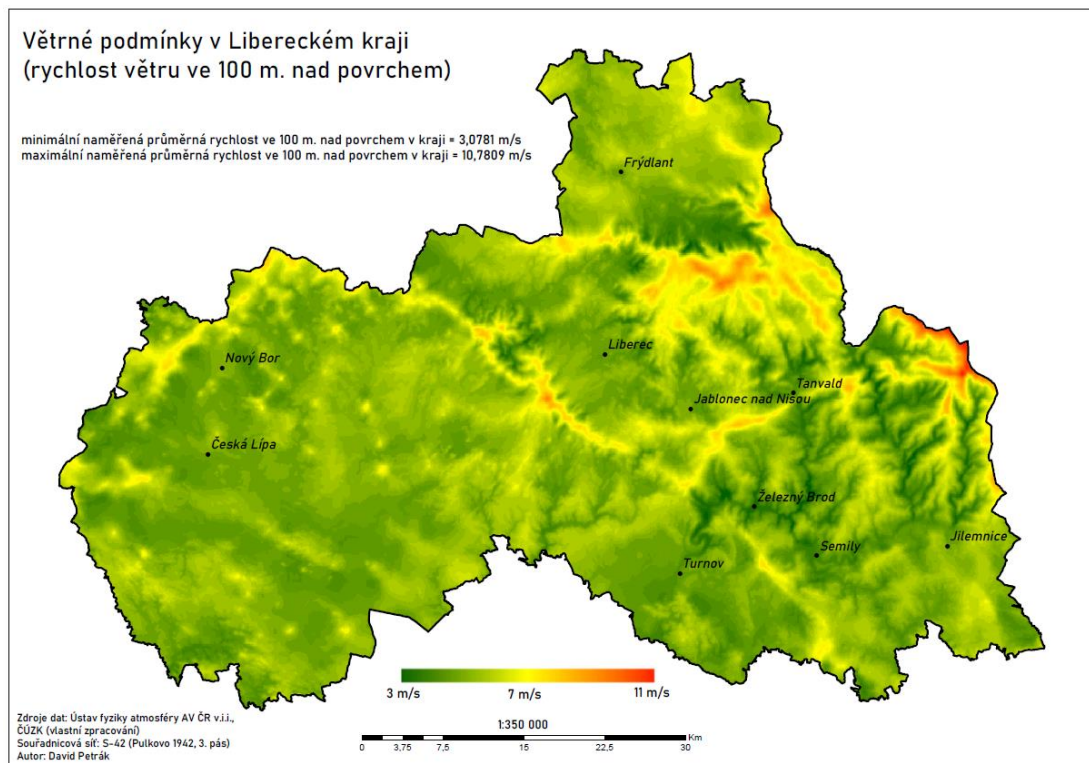 Větrné podmínky v Libereckém kraji
(rychlost větru ve 100 m. nad povrchem)
minimální naměřená průměrná rychlost ve 100 m. nad povrchem v kraji = 3,0781 m/s
maximální naměřená průměrná rychlost ve 100 m. nad povrchem v kraji = 10,7809 m/s
Frýdlant
Liberec
Nový Bor
Tanvald
Jablonec nad Nisou
Česká Lípa
Železný Brod
Jilemnice
Semily
Turnov
3 m/s 7 m/s 11 m/s
Zdroje dat: Ústav fyziky atmosféry AV ČR v.i.i.,
ČÚZK (vlastní zpracování)
Souřadnicová síť: S-42 (Pulkovo 1942, 3. pás)
Autor: David Petrák
1:350 000
Km
0 3,75 7,5 15 22,5 30